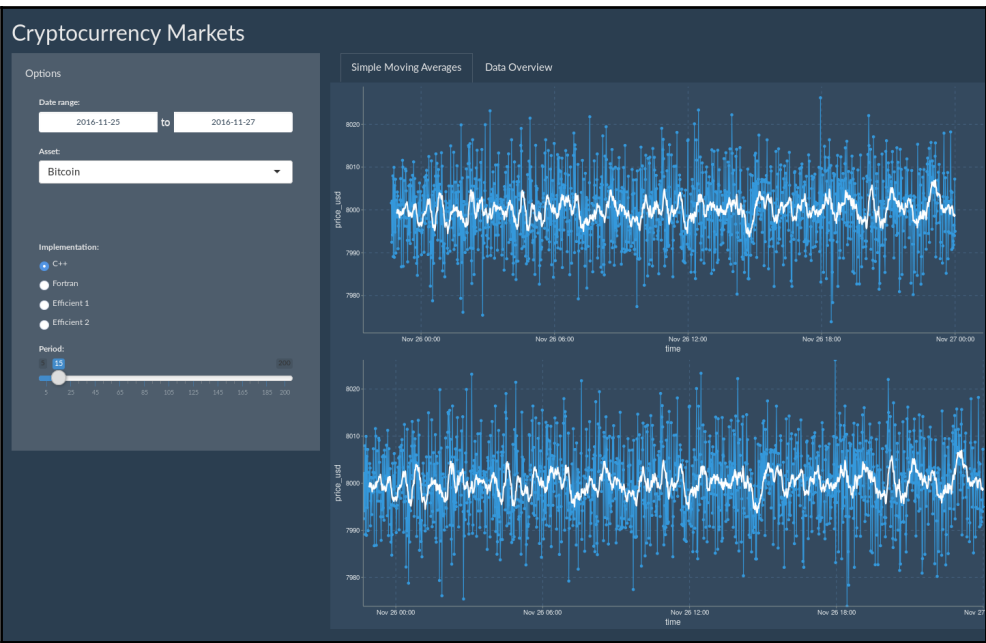 Cryptocurrency Markets
Options
Date range:
2016-11-25 to 2016-11-27
Asset:
Bitcoin
Implementation:
C++
Fortran
Efficient 1
Efficient 2
Period:
5 15 200
5 25 45 65 85 105 125 145 165 185 200
Simple Moving Averages Data Overview
8020
8010
8000
7990
7980
price_usd
Nov 26 00:00 Nov 26 06:00 Nov 26 12:00 Nov 26 18:00 Nov 27 00:00
time
8020
8010
8000
7990
7980
price_usd
Nov 26 00:00 Nov 26 06:00 Nov 26 12:00 Nov 26 18:00 Nov 27
time